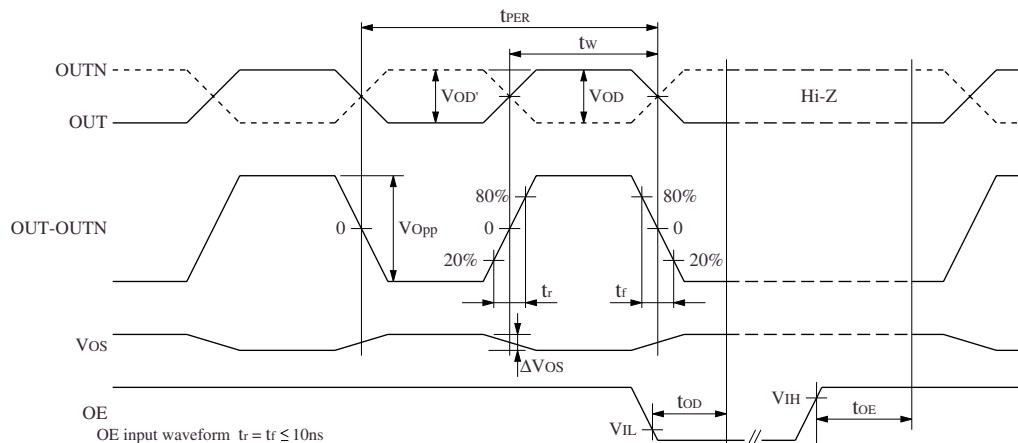 tPER
tW
OUTN
VOD'
VOD
Hi-Z
OUT
80%
80%
OUT-OUTN
0
VOpp
0
0
20%
20%
tr
tf
VOS
ΔVOS
OE
VIL
tOD
VIH
tOE
OE input waveform tr = tf ≤ 10ns